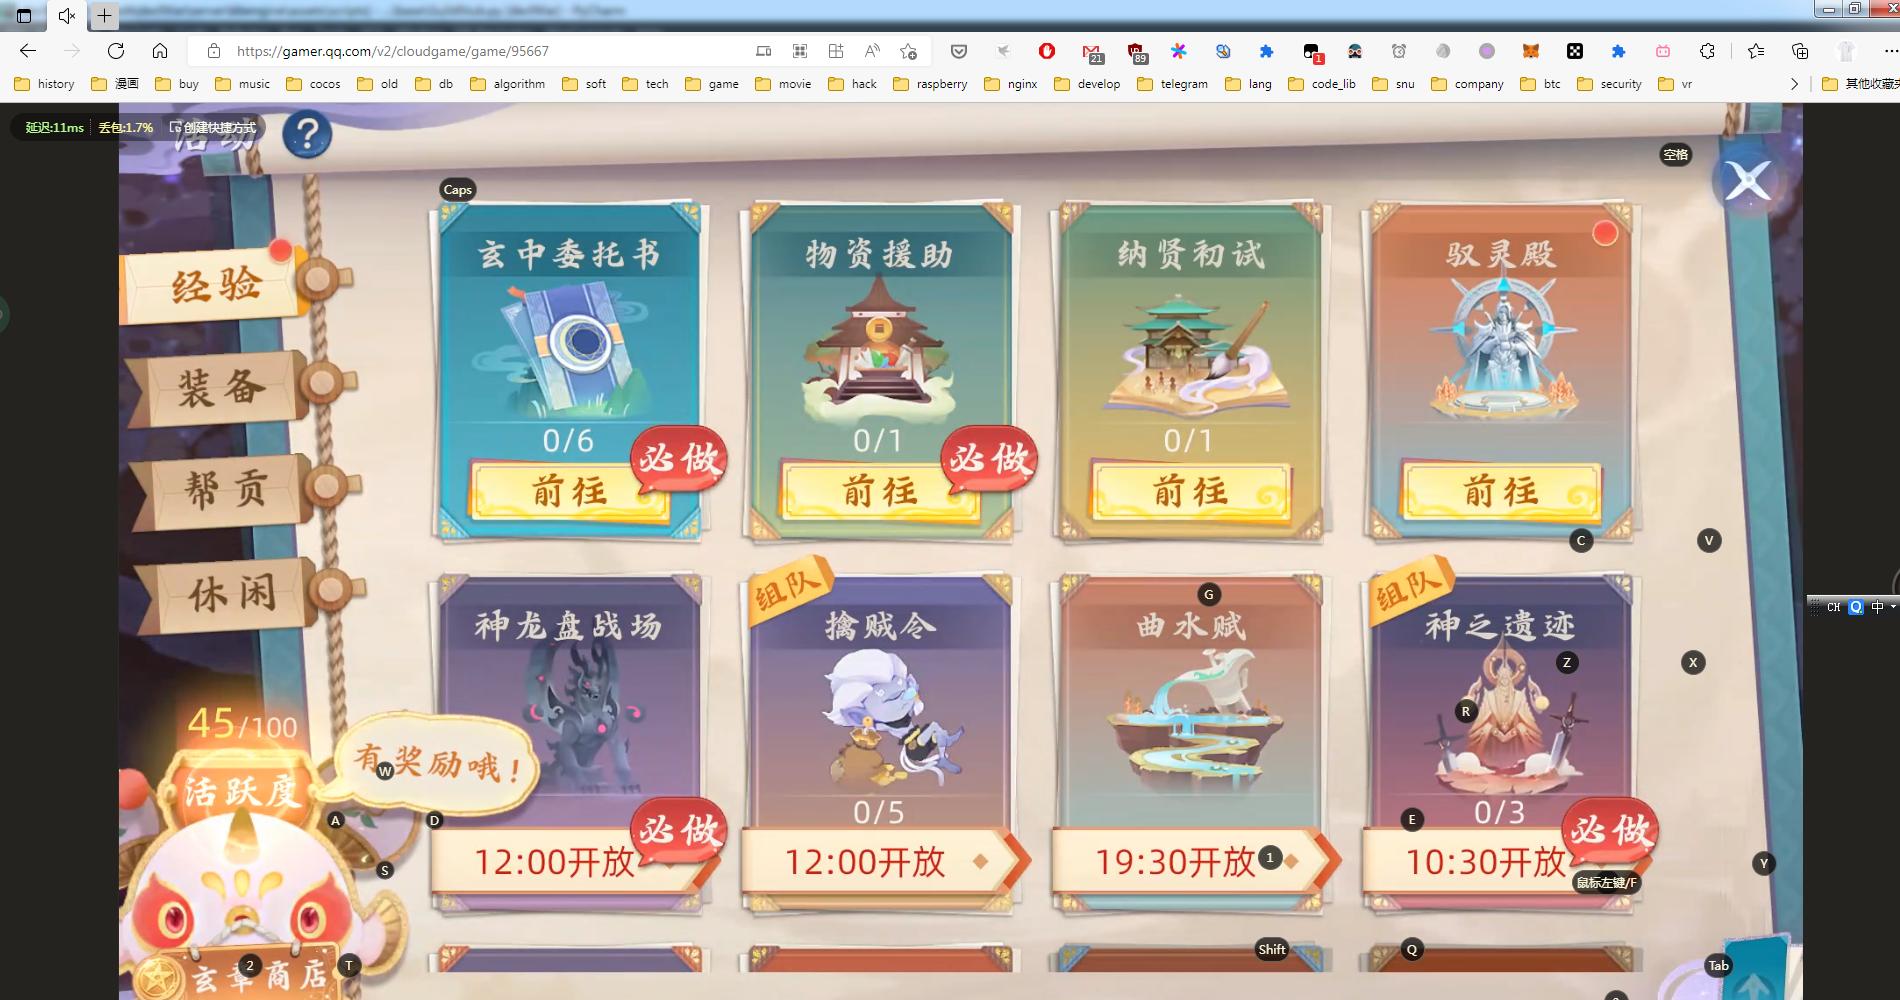 https://gamer.qq.com/v2/cloudgame/game/95667
21
89
1
history 漫画 buy music cocos old db algorithm soft tech game movie hack raspberry nginx develop telegram lang code_lib snu company btc security vr
延迟:11ms 丢包:1.7% 创建快捷方式
活动
?
空格
Caps
经验
装备
帮贡
休闲
玄中委托书
0/6
必做
前往
物资援助
0/1
必做
前往
纳贤初试
0/1
前往
驭灵殿
前往
C V
神龙盘战场
必做
12:00开放
组队
擒贼令
0/5
12:00开放
G
曲水赋
19:30开放
1
组队
神之遗迹
Z X
R
0/3
E
必做
10:30开放
鼠标左键/F
Y
CH 中
45/100
活跃度
有奖励哦!
W
A D
S
玄章商店
2 T
Shift Q Tab